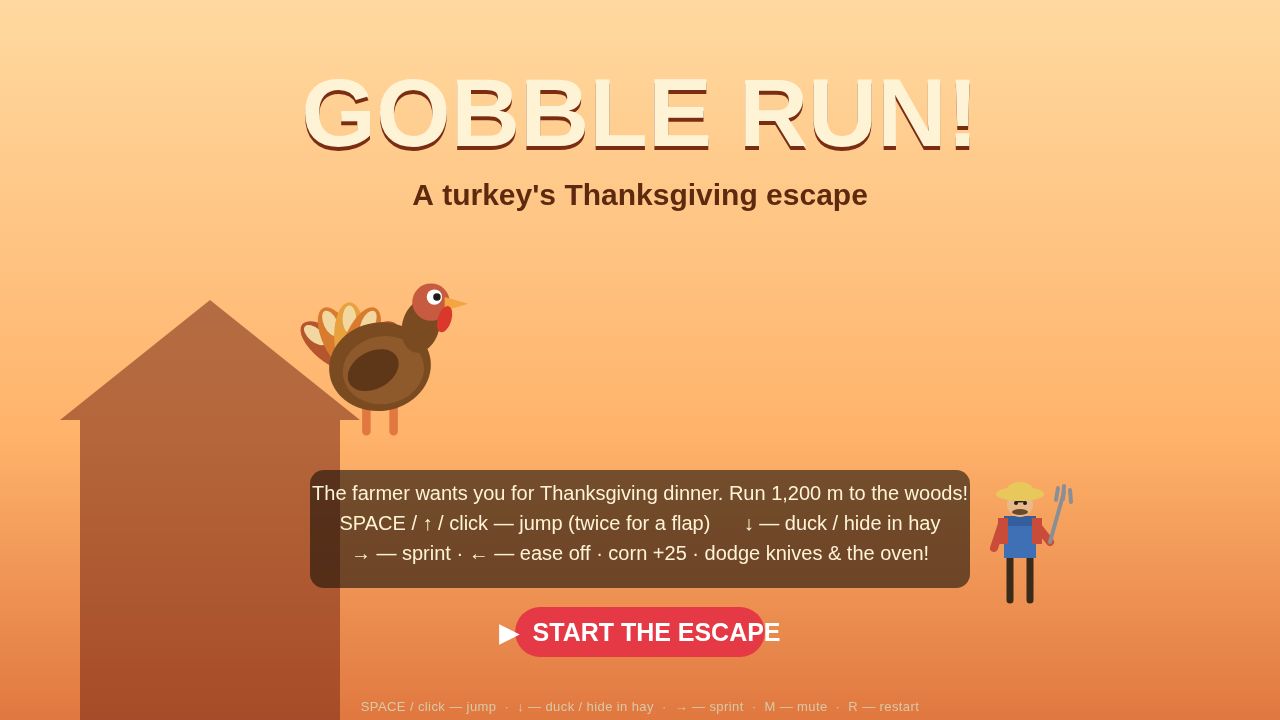 GOBBLE RUN!
A turkey's Thanksgiving escape
The farmer wants you for Thanksgiving dinner. Run 1,200 m to the woods!
SPACE / ↑ / click — jump (twice for a flap)   ↓ — duck / hide in hay
→ — sprint · ← — ease off · corn +25 · dodge knives & the oven!
▶ START THE ESCAPE
SPACE / click — jump · ↓ — duck / hide in hay · → — sprint · M — mute · R — restart